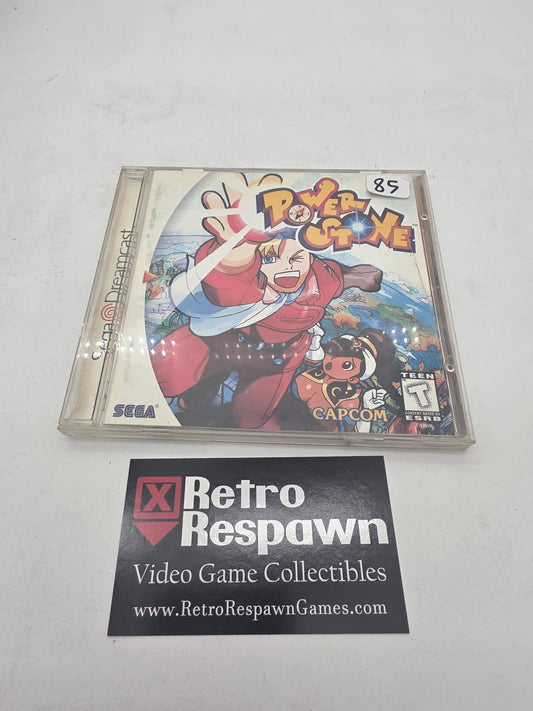 85
POWER
STONE
Sega Dreamcast
SEGA
CAPCOM
TEEN
T
CONTENT RATED BY
ESRB
Retro
Respawn
Video Game Collectibles
www.RetroRespawnGames.com